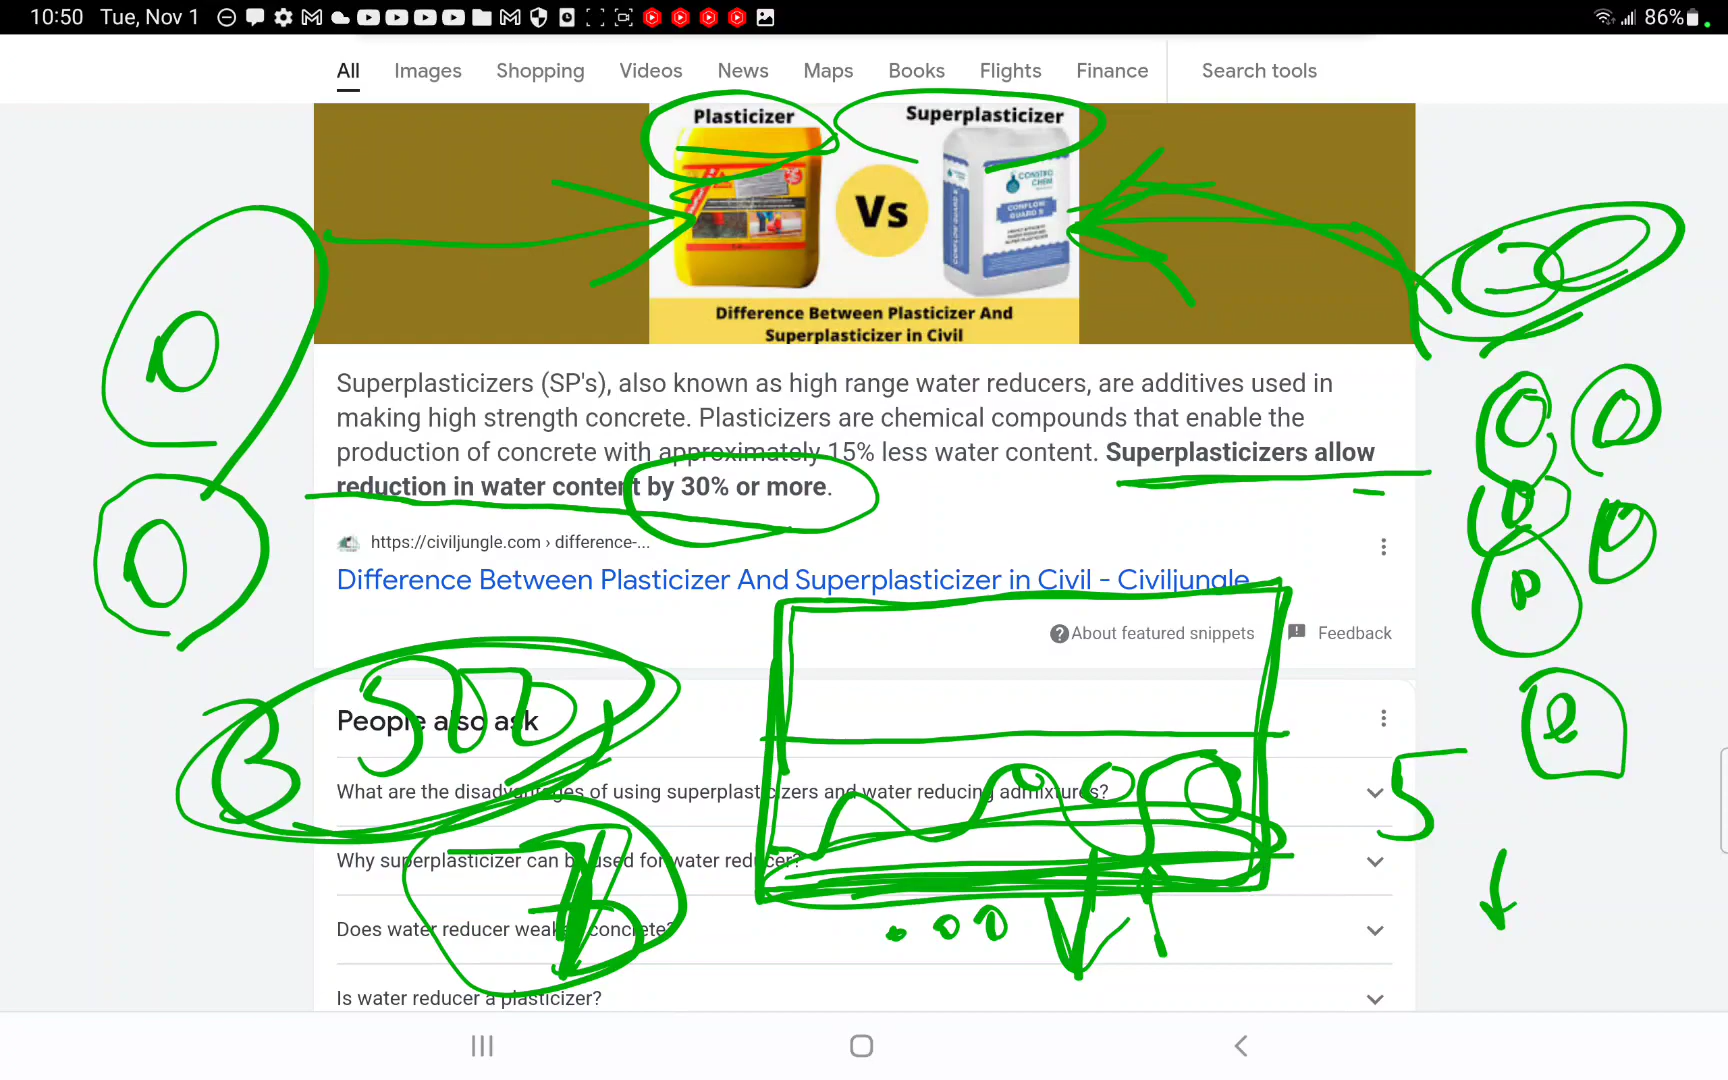 10:50 Tue, Nov 1
86%
All Images Shopping Videos News Maps Books Flights Finance Search tools
Plasticizer
Superplasticizer
Vs
CONSTRO
CHEM
CONFLOW
GUARD
Difference Between Plasticizer And
Superplasticizer in Civil
Superplasticizers (SP's), also known as high range water reducers, are additives used in
making high strength concrete. Plasticizers are chemical compounds that enable the
production of concrete with approximately 15% less water content. Superplasticizers allow
reduction in water content by 30% or more.
https://civiljungle.com › difference-...
Difference Between Plasticizer And Superplasticizer in Civil - Civiljungle
About featured snippets Feedback
People also ask
What are the disadvantages of using superplasticizers and water reducing admixtures?
5
Why superplasticizer can be used for water reducer?
Does water reducer weaken concrete?
Is water reducer a plasticizer?